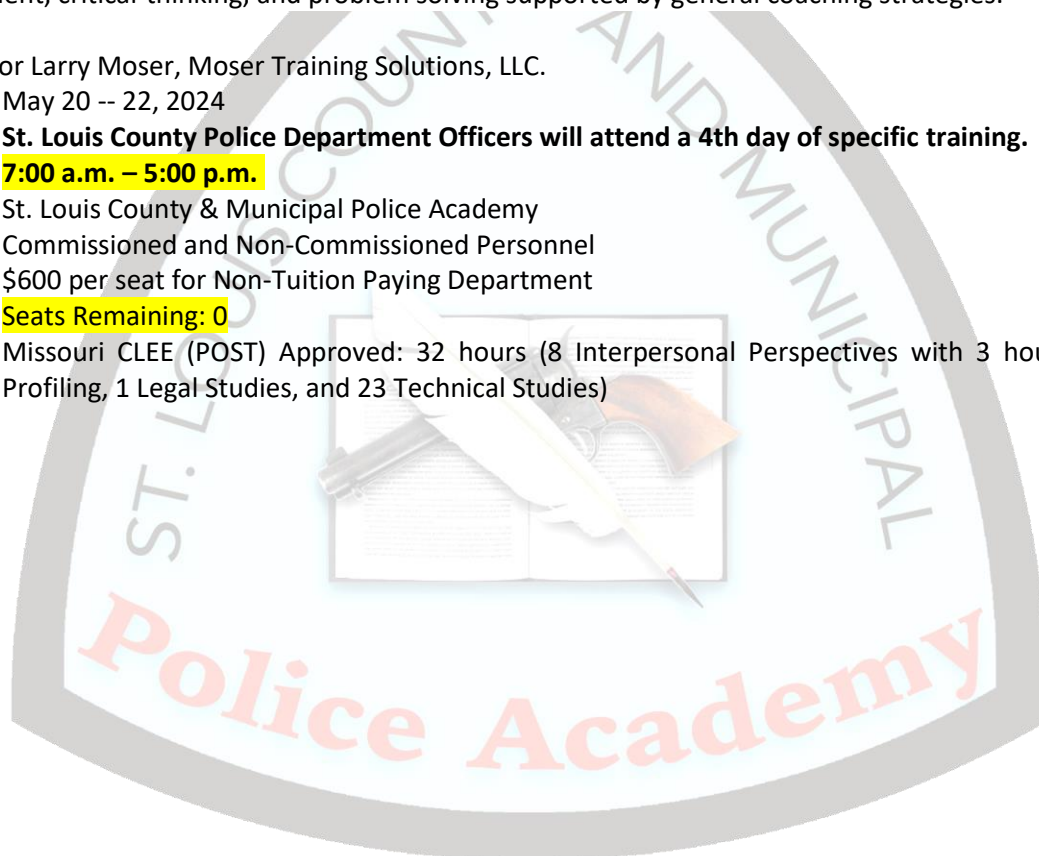 ent, critical thinking, and problem solving supported by general coaching strategies.
or Larry Moser, Moser Training Solutions, LLC.
May 20 -- 22, 2024
St. Louis County Police Department Officers will attend a 4th day of specific training.
7:00 a.m. – 5:00 p.m.
St. Louis County & Municipal Police Academy
Commissioned and Non-Commissioned Personnel
$600 per seat for Non-Tuition Paying Department
Seats Remaining: 0
Missouri CLEE (POST) Approved: 32 hours (8 Interpersonal Perspectives with 3 hou
Profiling, 1 Legal Studies, and 23 Technical Studies)
ST. LOUIS COUN AND MUNICIPAL
Police Academy